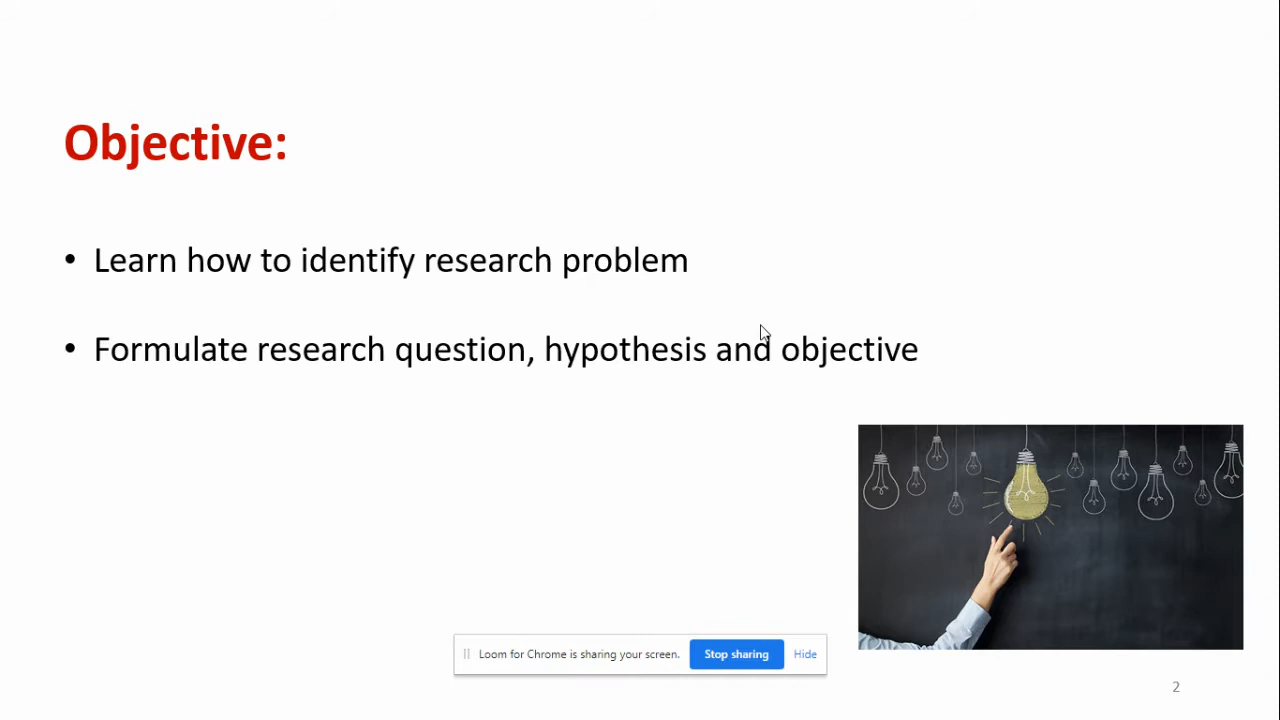 Objective:
• Learn how to identify research problem
• Formulate research question, hypothesis and objective
Loom for Chrome is sharing your screen. Stop sharing Hide
2